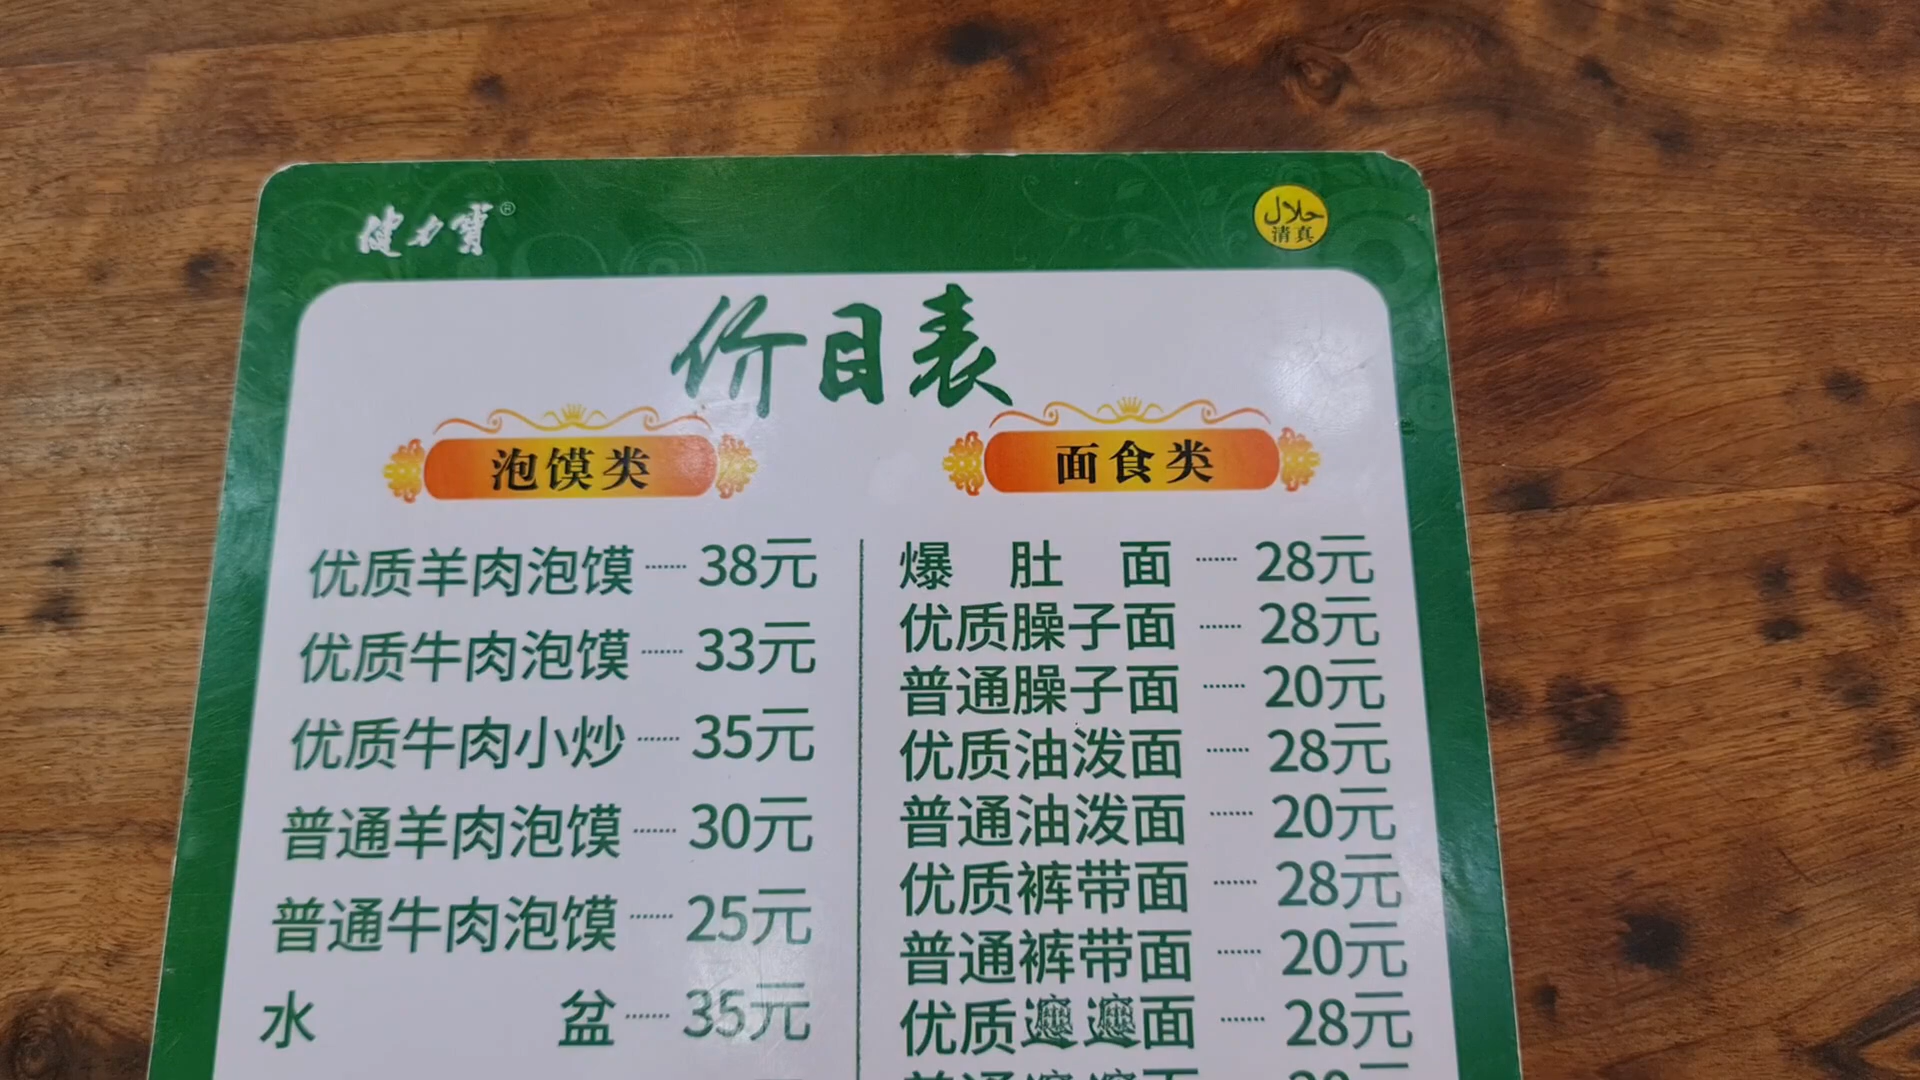 健力寶®
حلال
清真
价目表
泡馍类
优质羊肉泡馍······38元
优质牛肉泡馍······33元
优质牛肉小炒······35元
普通羊肉泡馍······30元
普通牛肉泡馍······25元
水盆······35元
面食类
爆肚面······28元
优质臊子面······28元
普通臊子面······20元
优质油泼面······28元
普通油泼面······20元
优质裤带面······28元
普通裤带面······20元
优质𰻝𰻝面······28元